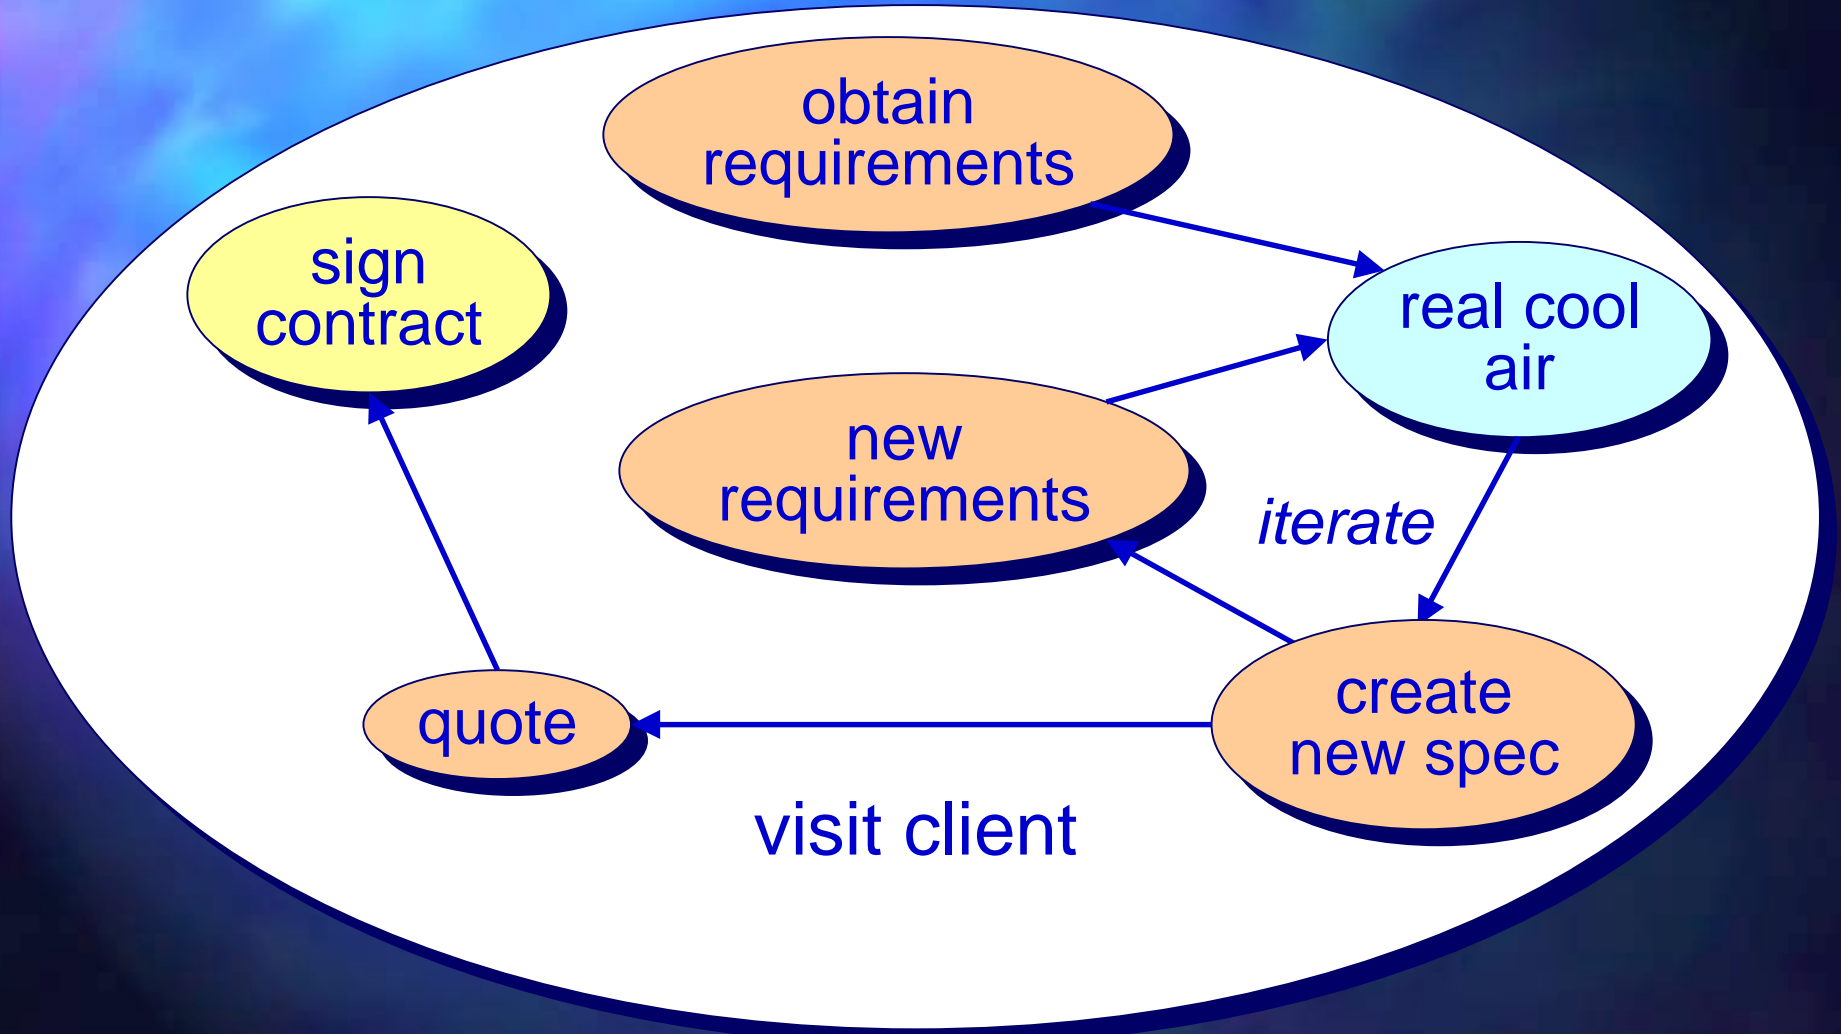 obtain
requirements
sign
contract
real cool
air
new
requirements
iterate
create
new spec
quote
visit client